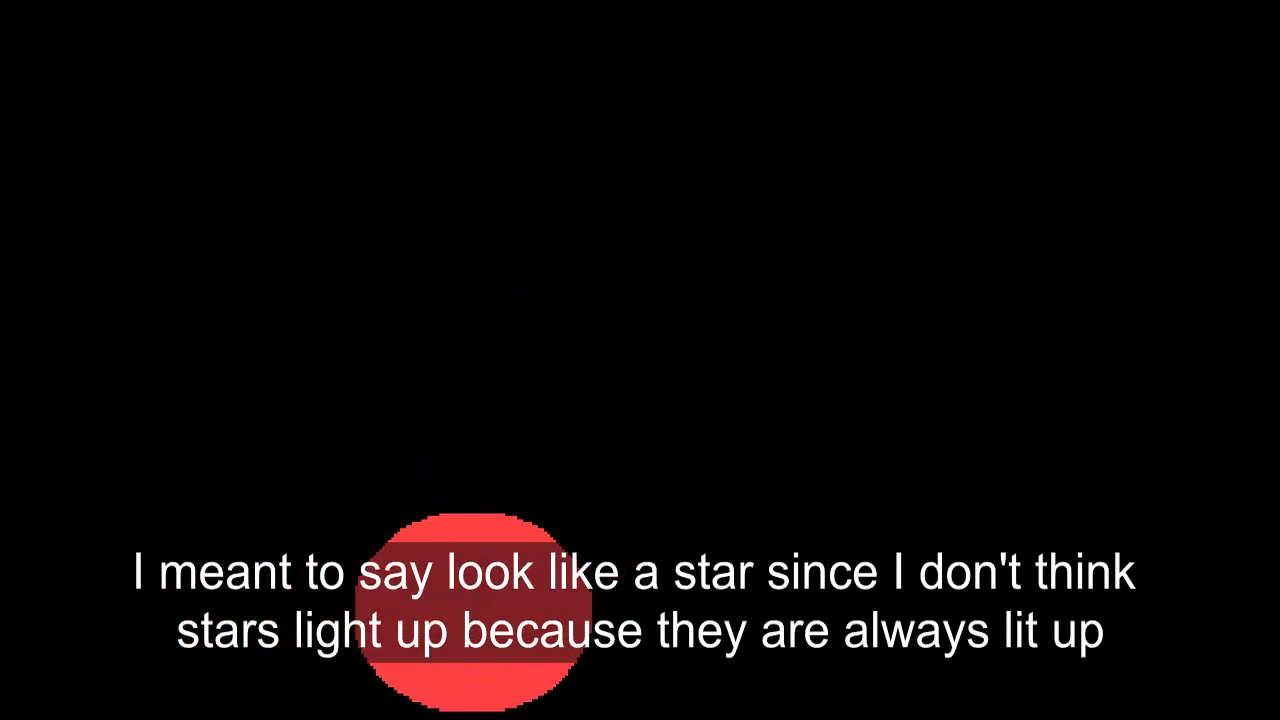 I meant to say look like a star since I don't think
stars light up because they are always lit up